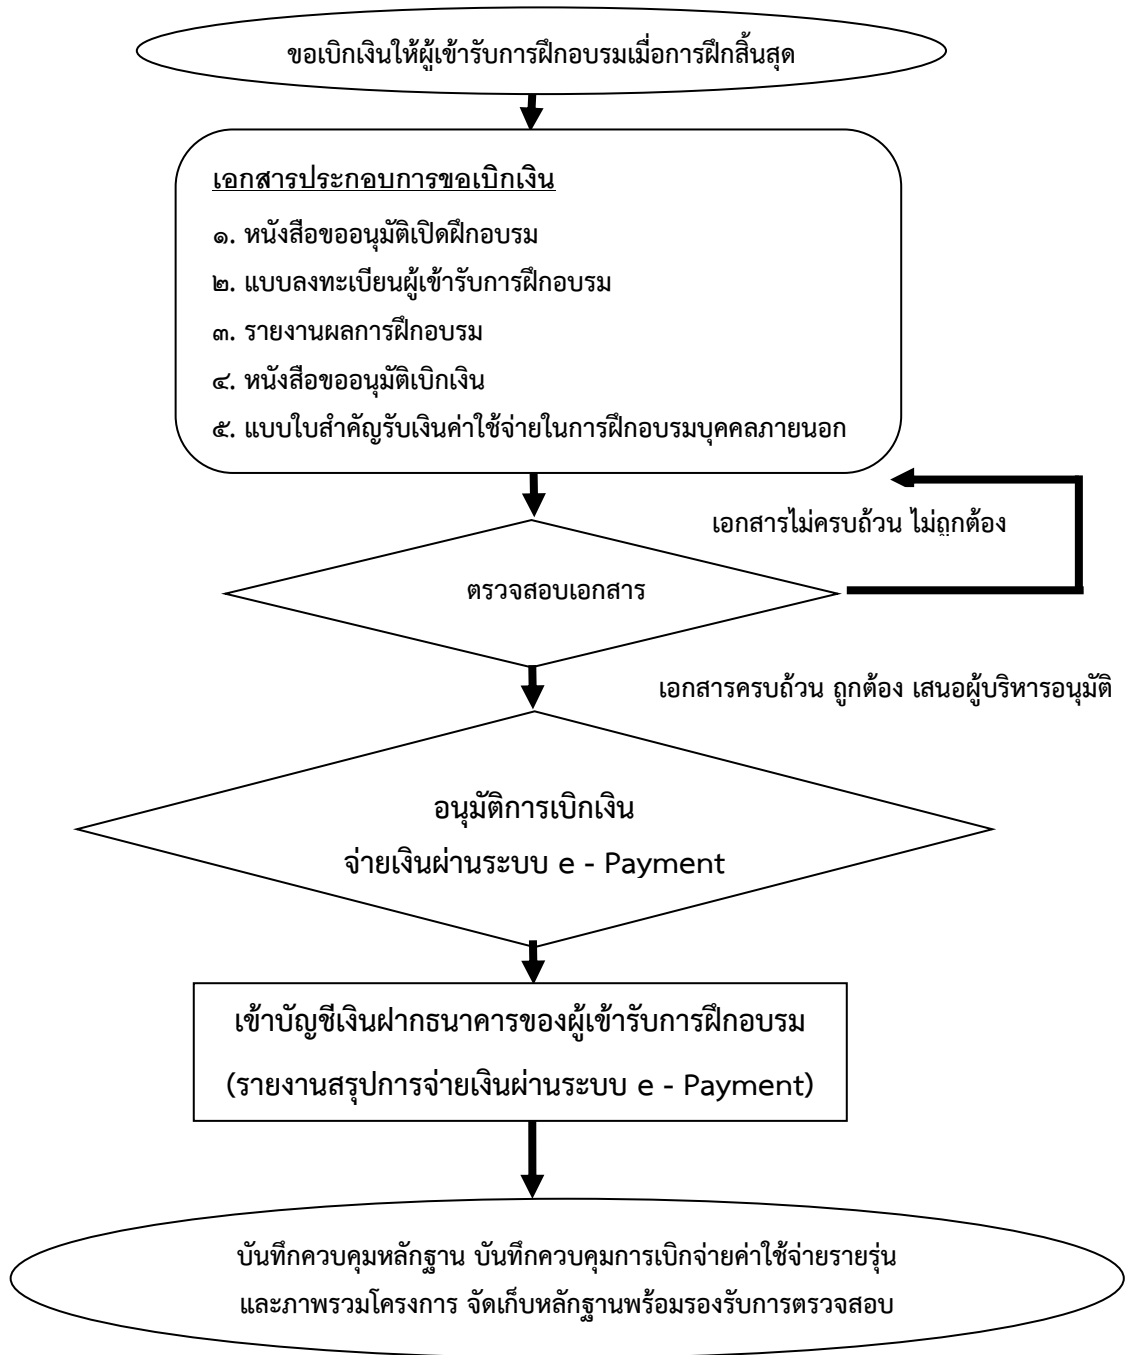 ขอเบิกเงินให้ผู้เข้ารับการฝึกอบรมเมื่อการฝึกสิ้นสุด
เอกสารประกอบการขอเบิกเงิน
๑. หนังสือขออนุมัติเปิดฝึกอบรม
๒. แบบลงทะเบียนผู้เข้ารับการฝึกอบรม
๓. รายงานผลการฝึกอบรม
๔. หนังสือขออนุมัติเบิกเงิน
๕. แบบใบสำคัญรับเงินค่าใช้จ่ายในการฝึกอบรมบุคคลภายนอก
เอกสารไม่ครบถ้วน ไม่ถูกต้อง
ตรวจสอบเอกสาร
เอกสารครบถ้วน ถูกต้อง เสนอผู้บริหารอนุมัติ
อนุมัติการเบิกเงิน
จ่ายเงินผ่านระบบ e - Payment
เข้าบัญชีเงินฝากธนาคารของผู้เข้ารับการฝึกอบรม
(รายงานสรุปการจ่ายเงินผ่านระบบ e - Payment)
บันทึกควบคุมหลักฐาน บันทึกควบคุมการเบิกจ่ายค่าใช้จ่ายรายรุ่น
และภาพรวมโครงการ จัดเก็บหลักฐานพร้อมรองรับการตรวจสอบ